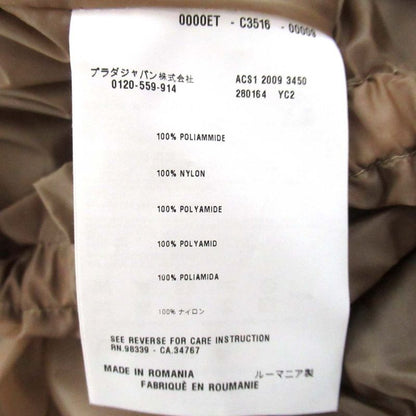 0000ET - C3516 - 00009
プラダジャパン株式会社
0120-559-914
ACS1 2009 3450
280164 YC2
100% POLIAMMIDE
100% NYLON
100% POLYAMIDE
100% POLYAMID
100% POLIAMIDA
100% ナイロン
SEE REVERSE FOR CARE INSTRUCTION
RN.98339 - CA.34767
MADE IN ROMANIA ルーマニア製
FABRIQUÉ EN ROUMANIE